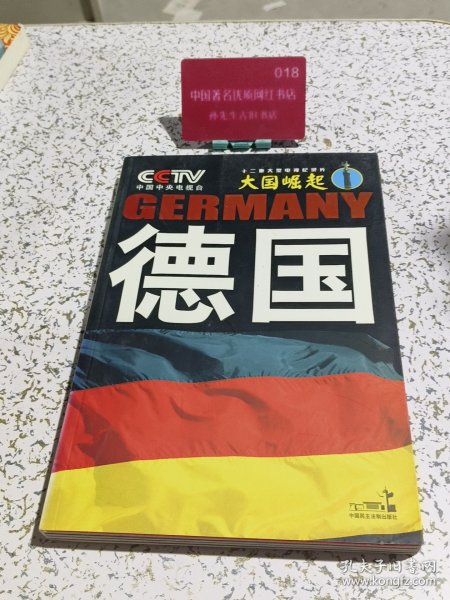 018
中国著名优质网红书店
孙先生古旧书店
CCTV
中国中央电视台
十二集大型电视纪录片
大国崛起
GERMANY
德国
中国民主法制出版社
孔夫子旧书网
www.kongfz.com